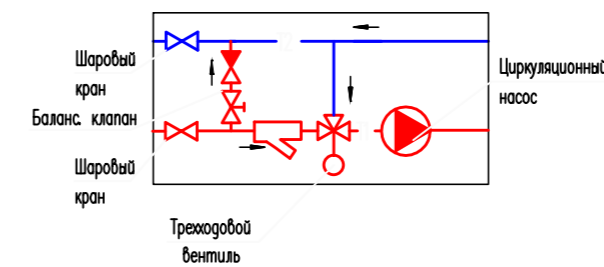 Шаровый
кран
Баланс. клапан
Шаровый
кран
Трехходовой
вентиль
Циркуляционный
насос